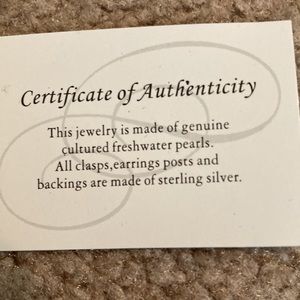 Certificate of Authenticity
This jewelry is made of genuine
cultured freshwater pearls.
All clasps,earrings posts and
backings are made of sterling silver.